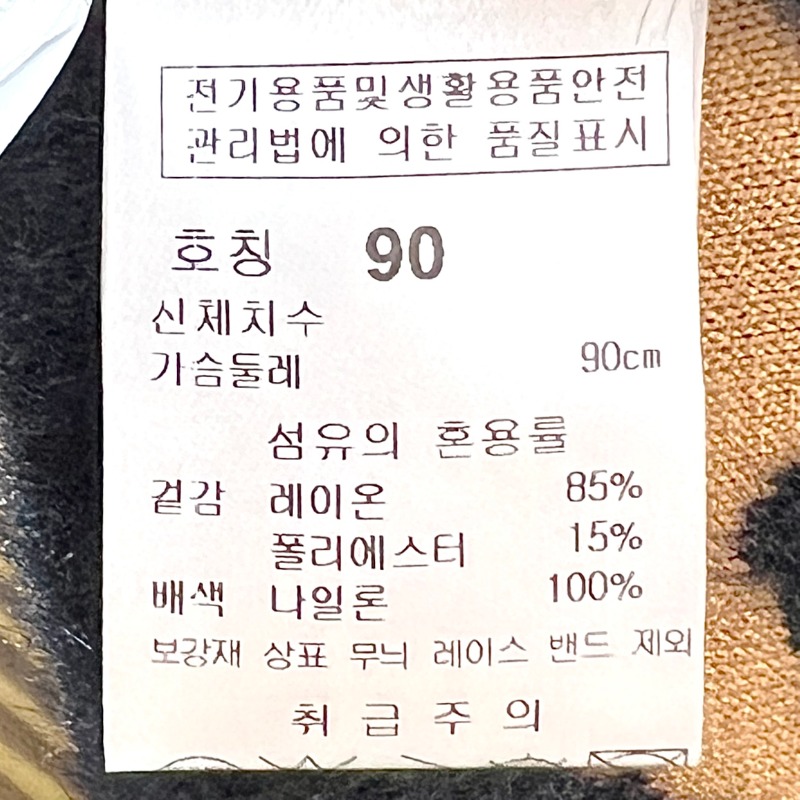 전기용품및생활용품안전
관리법에 의한 품질표시
호칭 90
신체치수
가슴둘레 90cm
섬유의 혼용률
겉감 레이온 85%
폴리에스터 15%
배색 나일론 100%
보강재 상표 무늬 레이스 밴드 제외
취급주의